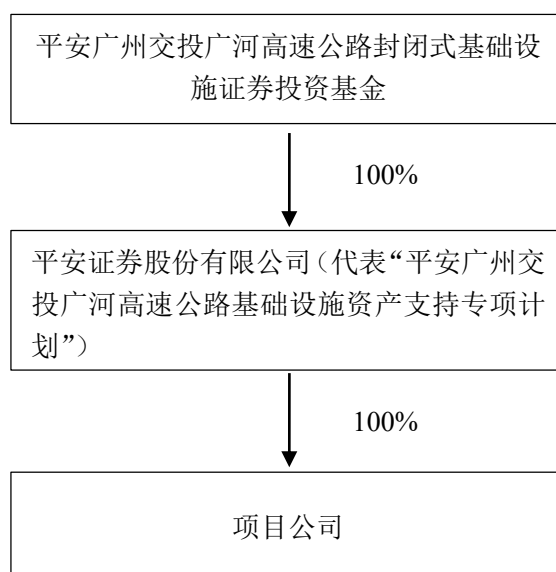 平安广州交投广河高速公路封闭式基础设
施证券投资基金
100%
平安证券股份有限公司（代表“平安广州交
投广河高速公路基础设施资产支持专项计
划”）
100%
项目公司